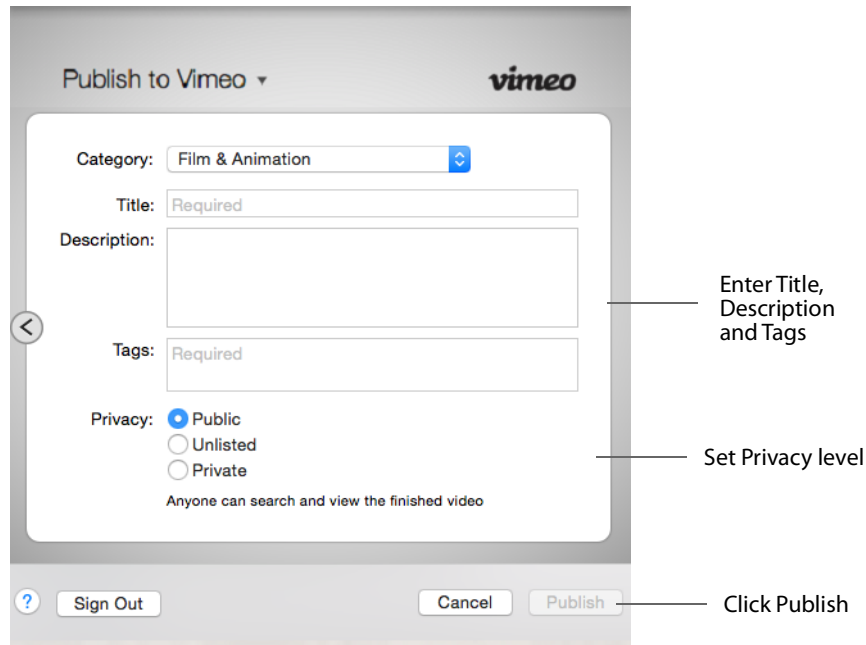 Publish to Vimeo
vimeo
Category: Film & Animation
Title: Required
Description:
Enter Title,
Description
and Tags
Tags: Required
Privacy: Public
Unlisted
Private
Set Privacy level
Anyone can search and view the finished video
? Sign Out Cancel Publish
Click Publish